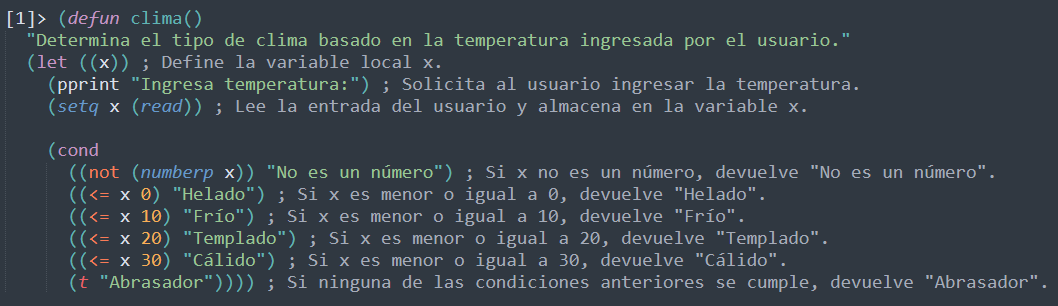 [1]> (defun clima()
"Determina el tipo de clima basado en la temperatura ingresada por el usuario."
(let ((x)) ; Define la variable local x.
(pprint "Ingresa temperatura:") ; Solicita al usuario ingresar la temperatura.
(setq x (read)) ; Lee la entrada del usuario y almacena en la variable x.
(cond
((not (numberp x)) "No es un número") ; Si x no es un número, devuelve "No es un número".
((<= x 0) "Helado") ; Si x es menor o igual a 0, devuelve "Helado".
((<= x 10) "Frío") ; Si x es menor o igual a 10, devuelve "Frío".
((<= x 20) "Templado") ; Si x es menor o igual a 20, devuelve "Templado".
((<= x 30) "Cálido") ; Si x es menor o igual a 30, devuelve "Cálido".
(t "Abrasador")))) ; Si ninguna de las condiciones anteriores se cumple, devuelve "Abrasador".